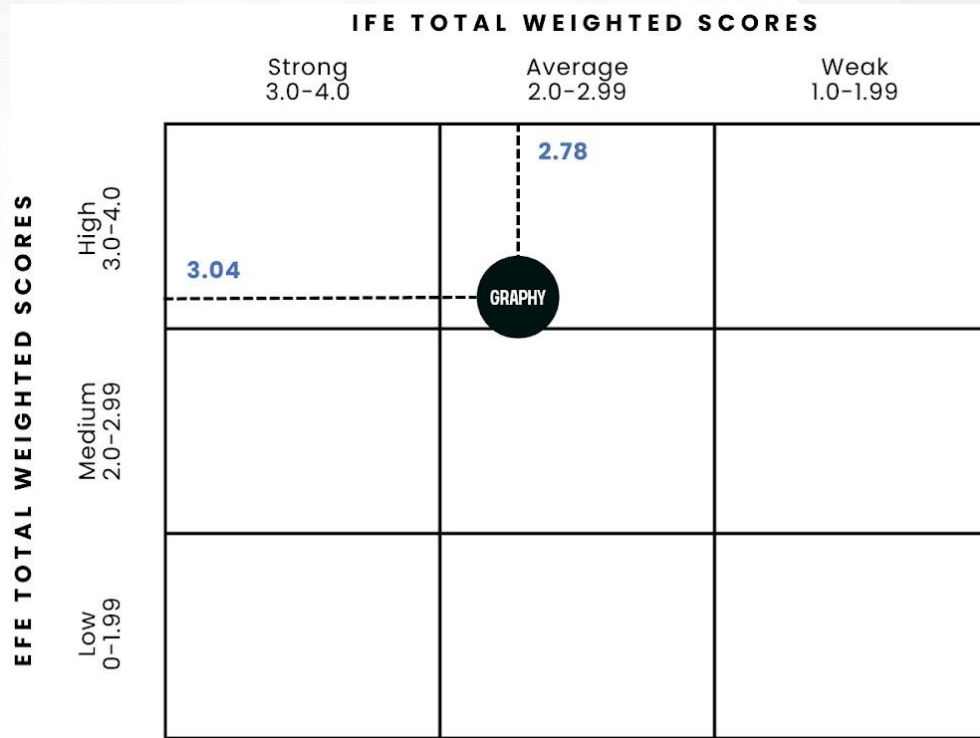 IFE TOTAL WEIGHTED SCORES
Strong
3.0-4.0
Average
2.0-2.99
Weak
1.0-1.99
EFE TOTAL WEIGHTED SCORES
High
3.0-4.0
2.78
3.04
GRAPHY
Medium
2.0-2.99
Low
0-1.99